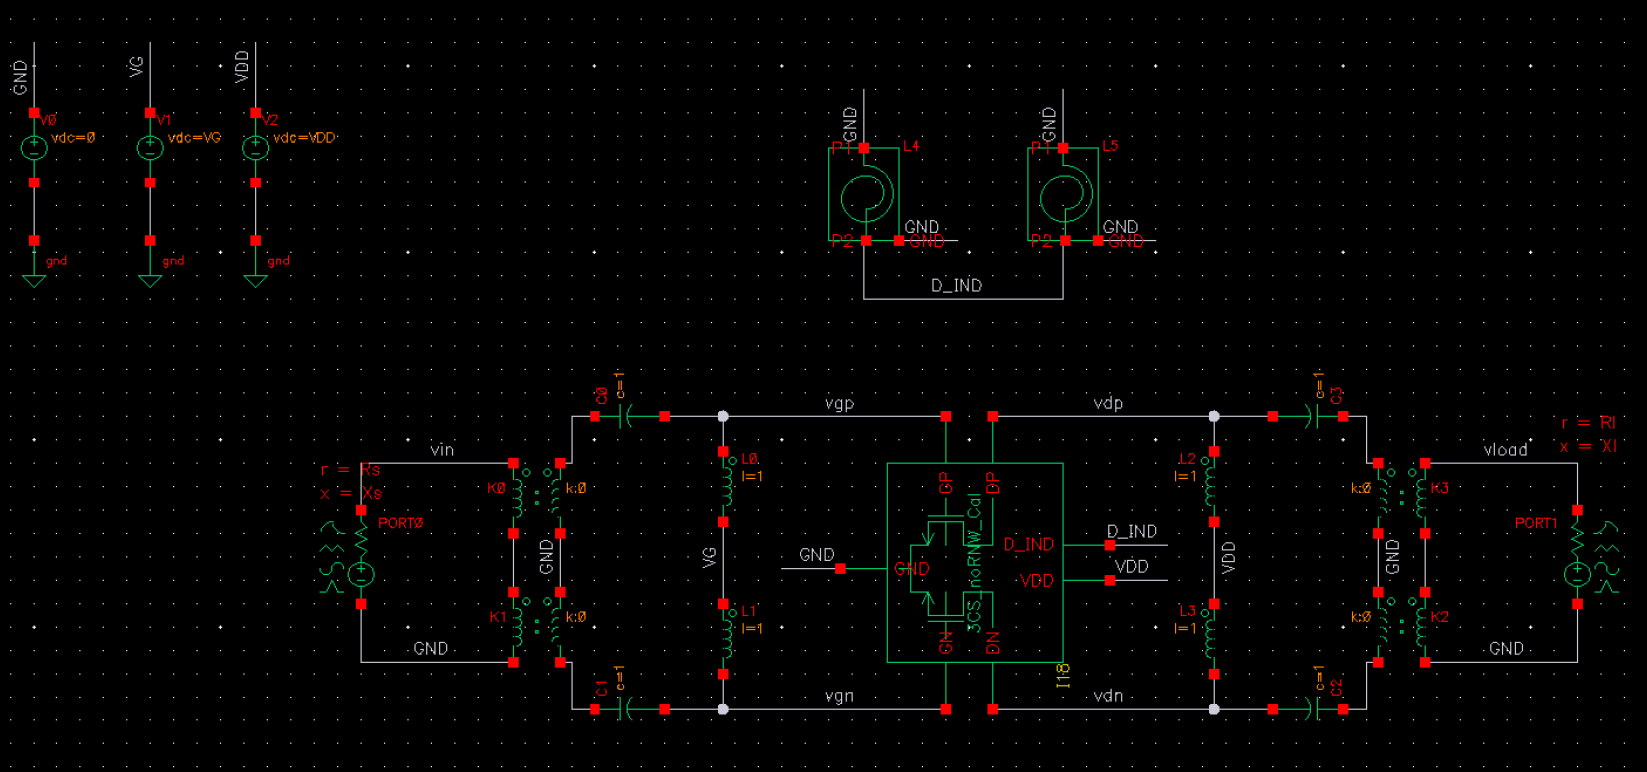 GND
VG
VDD
V0
vdc=0
gnd
V1
vdc=VG
gnd
V2
vdc=VDD
gnd
GND
P1
L4
P2
GND
GND
GND
P1
L5
P2
GND
GND
D_IND
vin
r = Rs
x = Xs
PORT0
GND
K0
k:0
GND
K1
k:0
C0
c=1
C1
c=1
vgp
L0
l=1
VG
L1
l=1
vgn
GND
GND
GP
DP
GN
DN
3CS_noRNW_Cal
D_IND
VDD
I18
D_IND
VDD
vdp
L2
l=1
VDD
L3
l=1
vdn
C3
c=1
C2
c=1
k:0
K3
GND
k:0
K2
vload
r = Rl
x = Xl
PORT1
GND